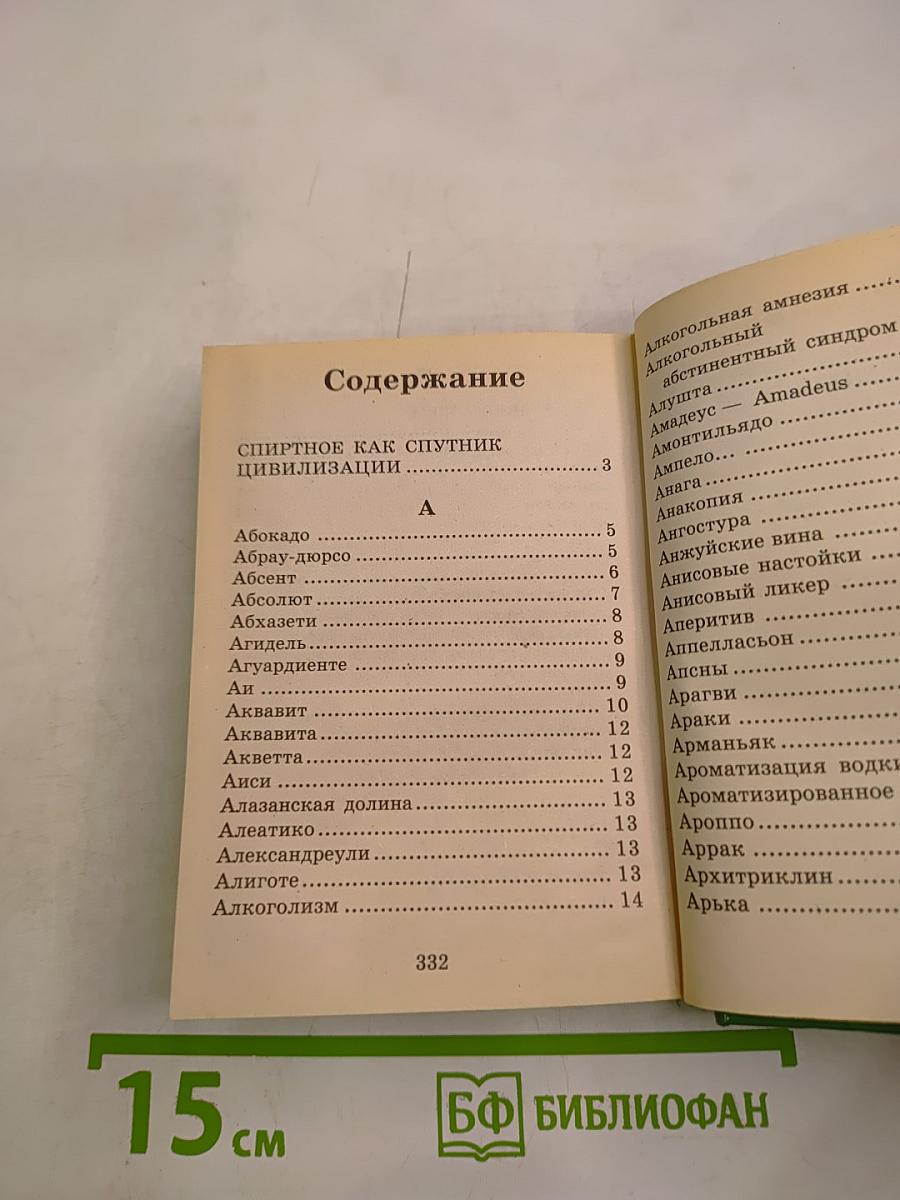 Содержание
СПИРТНОЕ КАК СПУТНИК
ЦИВИЛИЗАЦИИ ............................. 3
А
Абокадо ........................................ 5
Абрау-дюрсо ................................... 5
Абсент .......................................... 6
Абсолют ........................................ 7
Абхазети ........................................ 8
Агидель ......................................... 8
Агуардиенте .................................... 9
Аи ................................................ 9
Аквавит ......................................... 10
Аквавита ........................................ 12
Акветта .......................................... 12
Аиси .............................................. 12
Алазанская долина ............................ 13
Алеатико ........................................ 13
Александреули ................................. 13
Алиготе .......................................... 13
Алкоголизм ..................................... 14
332
Алкогольная амнезия ......
Алкогольный
абстинентный синдром
Алушта ..........................
Амадеус — Amadeus .......
Амонтильядо ..................
Ампело... .......................
Анага .............................
Анакопия .......................
Ангостура ......................
Анжуйские вина .............
Анисовые настойки .........
Анисовый ликер .............
Аперитив .......................
Аппелласьон ...................
Апсны ............................
Арагви ...........................
Араки ............................
Арманьяк .......................
Ароматизация водки
Ароматизированное
Ароппо ..........................
Аррак ............................
Архитриклин ..................
Арька ............................
15 см
БФ БИБЛИОФАН